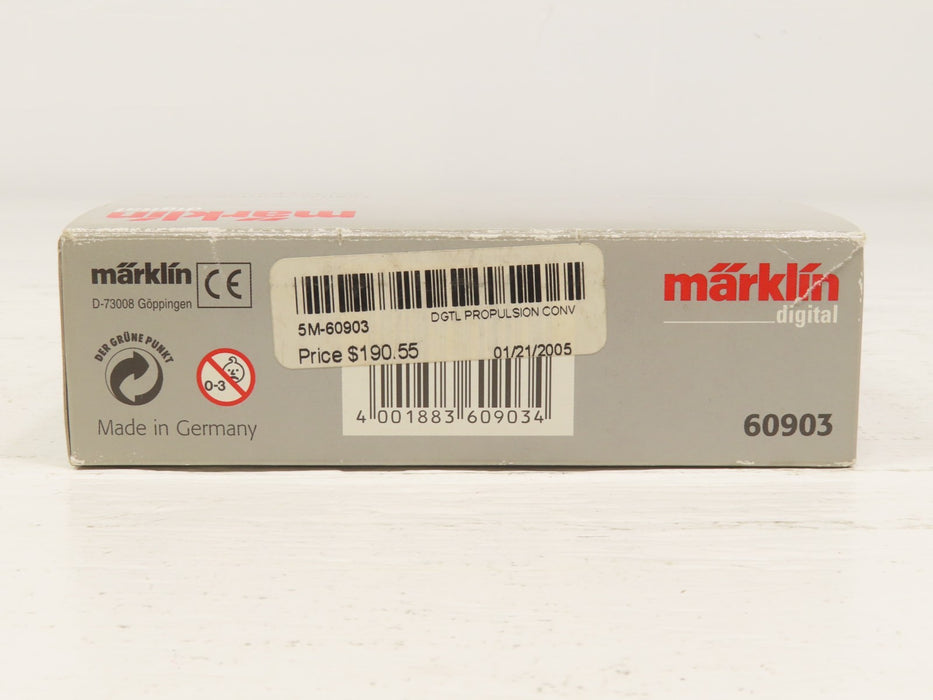 märklin
digital
märklin
D-73008 Göppingen
CE
DER GRÜNE PUNKT
0-3
Made in Germany
5M-60903
DGTL PROPULSION CONV
Price $190.55
01/21/2005
4 001883 609034
märklin
digital
60903